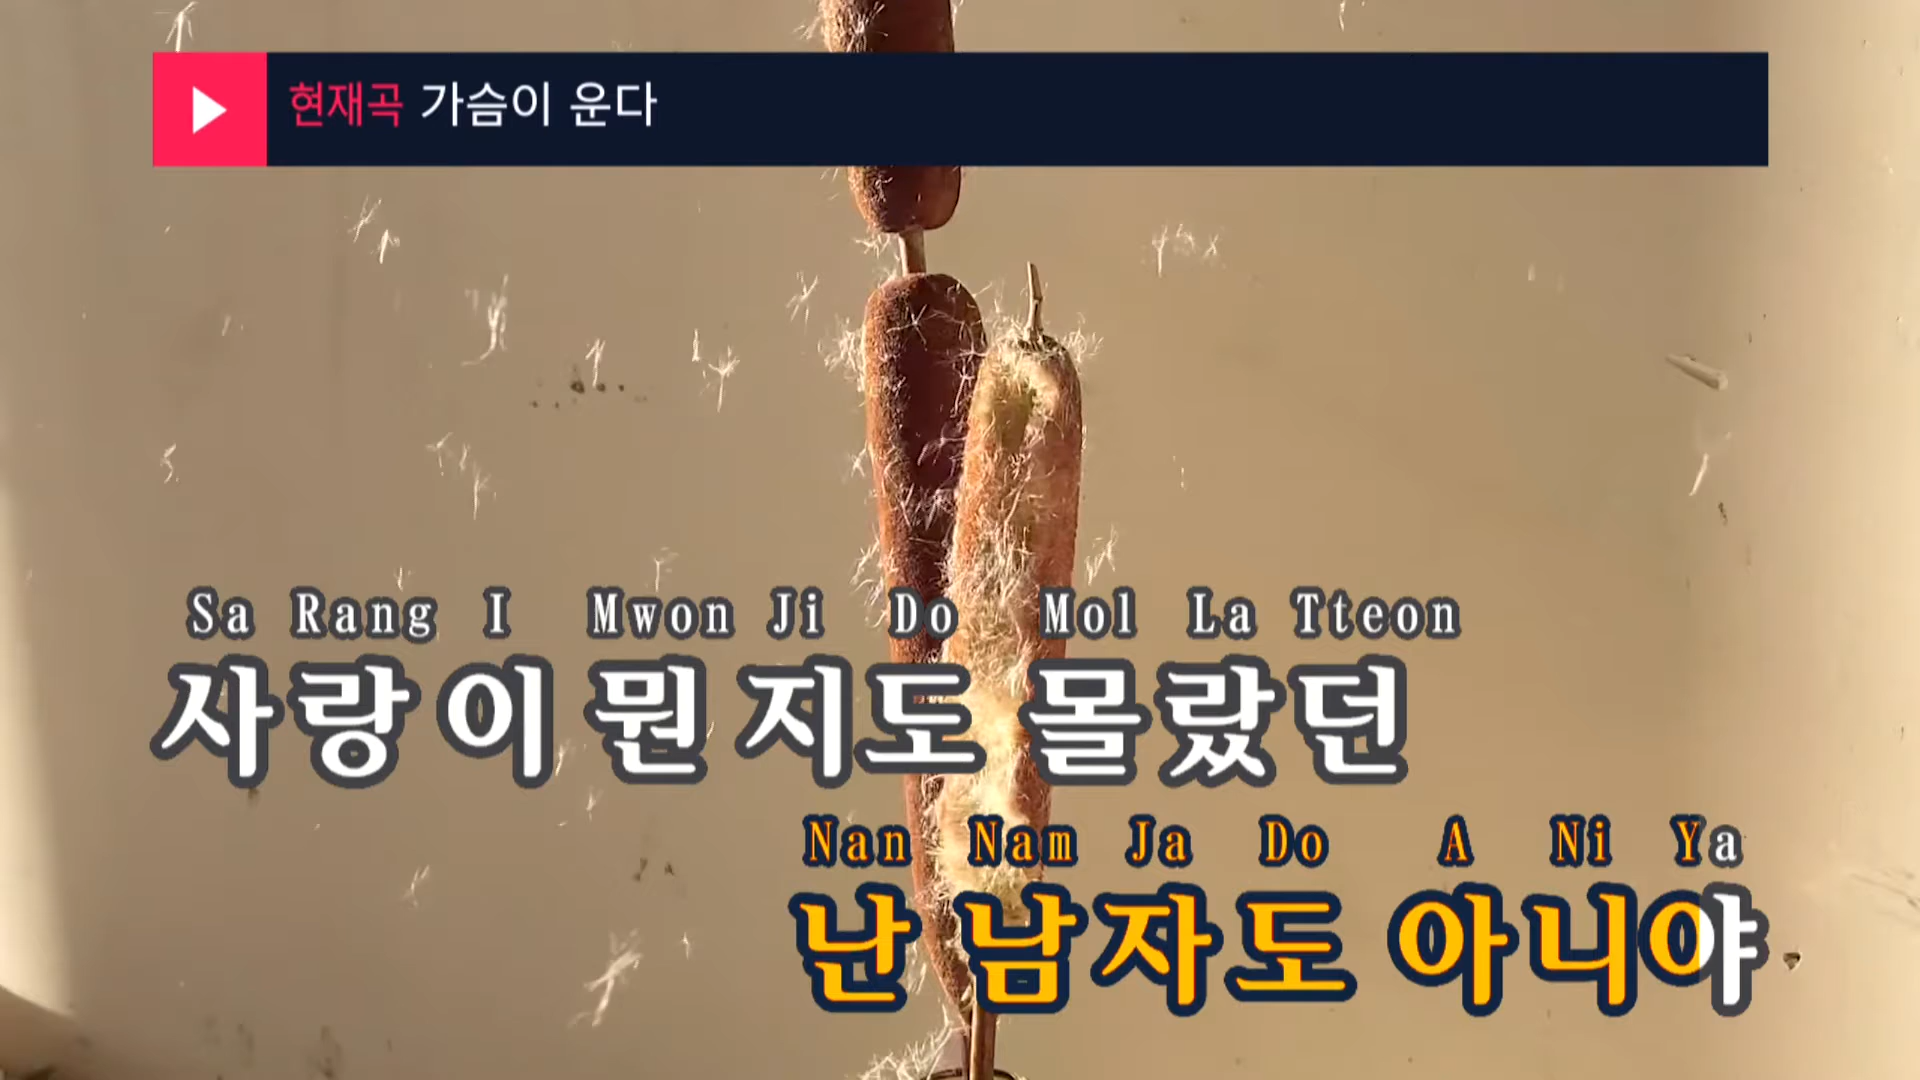 현재곡 가슴이 운다
Sa Rang I Mwon Ji Do Mol La Tteon
사랑이 뭔지도 몰랐던
Nan Nam Ja Do A Ni Ya
난 남자도 아니야